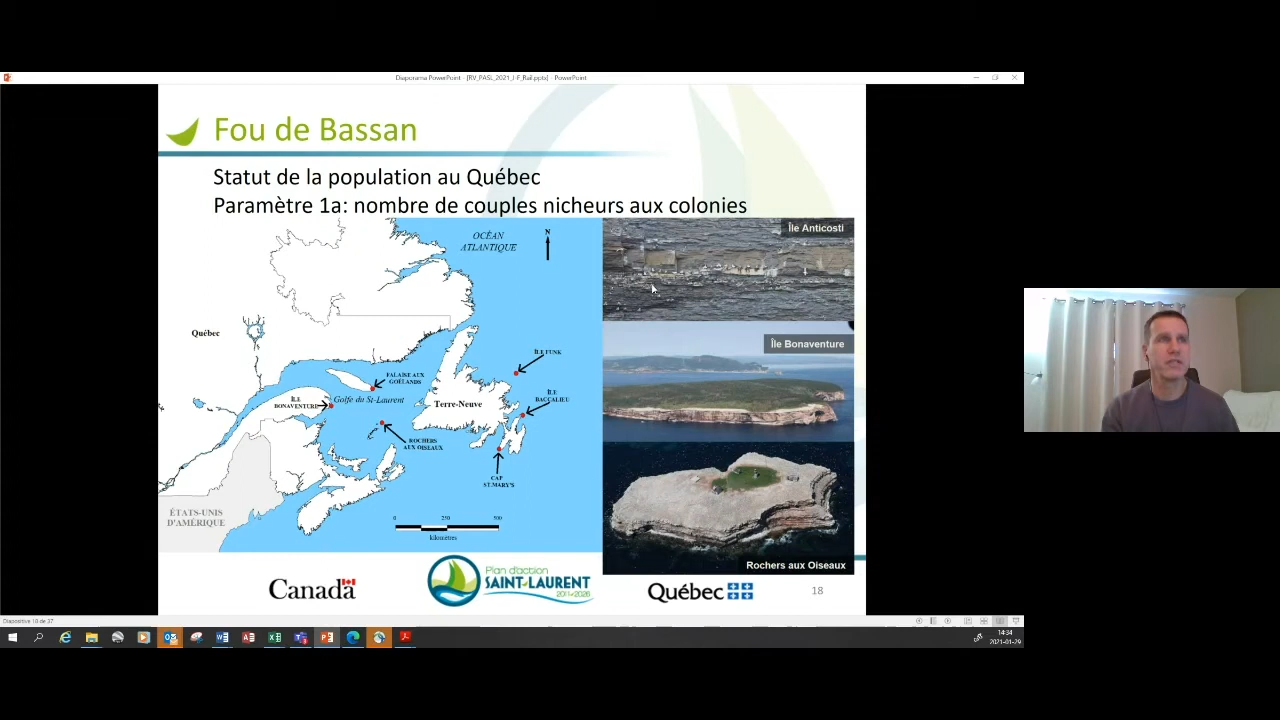 Diaporama PowerPoint - [RV_PASL_2021_J-F_Rail.pptx] - PowerPoint
Fou de Bassan
Statut de la population au Québec
Paramètre 1a: nombre de couples nicheurs aux colonies
OCÉAN
ATLANTIQUE
N
Québec
ÎLE FUNK
FALAISE AUX
GOÉLANDS
ÎLE
BONAVENTURE
Golfe du St-Laurent
Terre-Neuve
ÎLE
BACCALIEU
ROCHERS
AUX OISEAUX
CAP
ST.MARY'S
ÉTATS-UNIS
D'AMÉRIQUE
0 250 500
kilomètres
Île Anticosti
Île Bonaventure
Rochers aux Oiseaux
Canada
Plan d'action
SAINT-LAURENT
2011-2026
Québec
18
Diapositive 18 de 37
14:34
2021-01-29